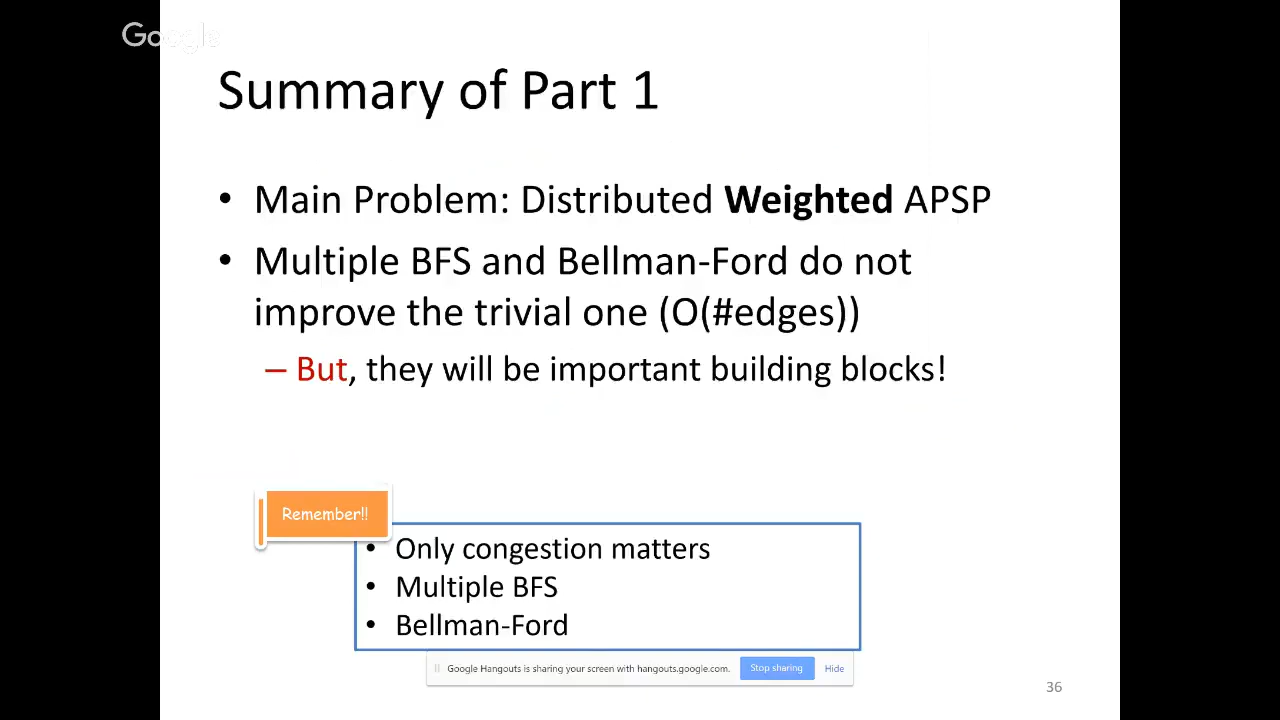 Google
Summary of Part 1
• Main Problem: Distributed Weighted APSP
• Multiple BFS and Bellman-Ford do not
improve the trivial one (O(#edges))
– But, they will be important building blocks!
Remember!!
• Only congestion matters
• Multiple BFS
• Bellman-Ford
Google Hangouts is sharing your screen with hangouts.google.com. Stop sharing Hide
36